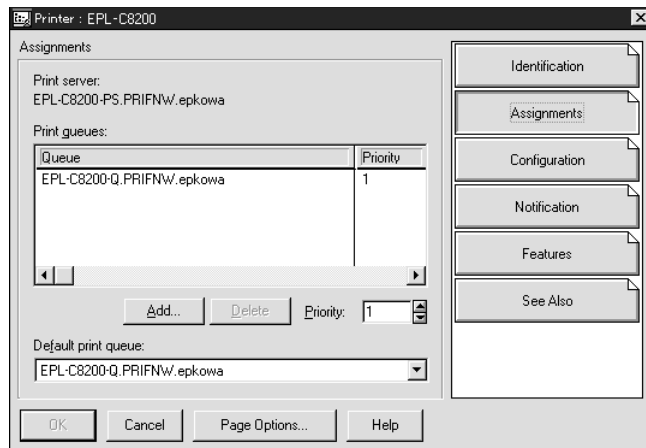 Printer : EPL-C8200
Assignments
Print server:
EPL-C8200-PS.PRIFNW.epkowa
Print queues:
Queue Priority
EPL-C8200-Q.PRIFNW.epkowa 1
Add... Delete Priority: 1
Default print queue:
EPL-C8200-Q.PRIFNW.epkowa
OK Cancel Page Options... Help
Identification
Assignments
Configuration
Notification
Features
See Also